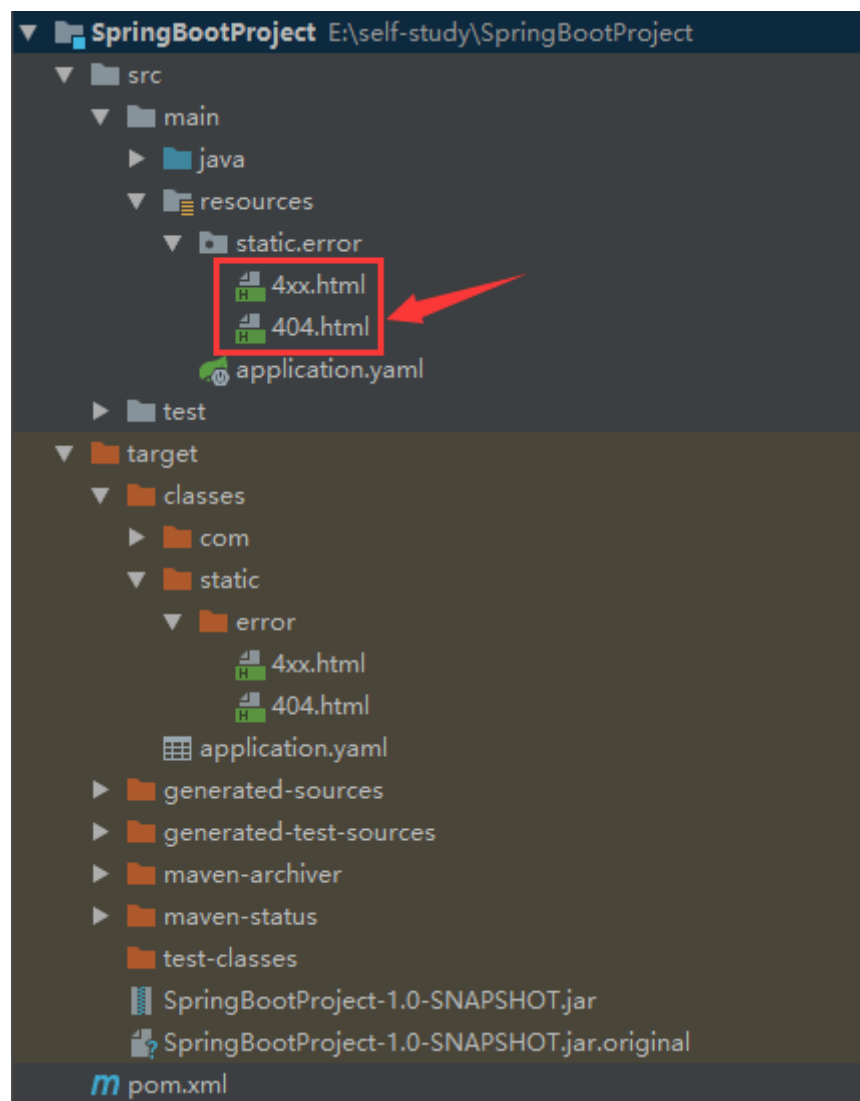 SpringBootProject E:\self-study\SpringBootProject
src
main
java
resources
static.error
4xx.html
404.html
application.yaml
test
target
classes
com
static
error
4xx.html
404.html
application.yaml
generated-sources
generated-test-sources
maven-archiver
maven-status
test-classes
SpringBootProject-1.0-SNAPSHOT.jar
SpringBootProject-1.0-SNAPSHOT.jar.original
pom.xml